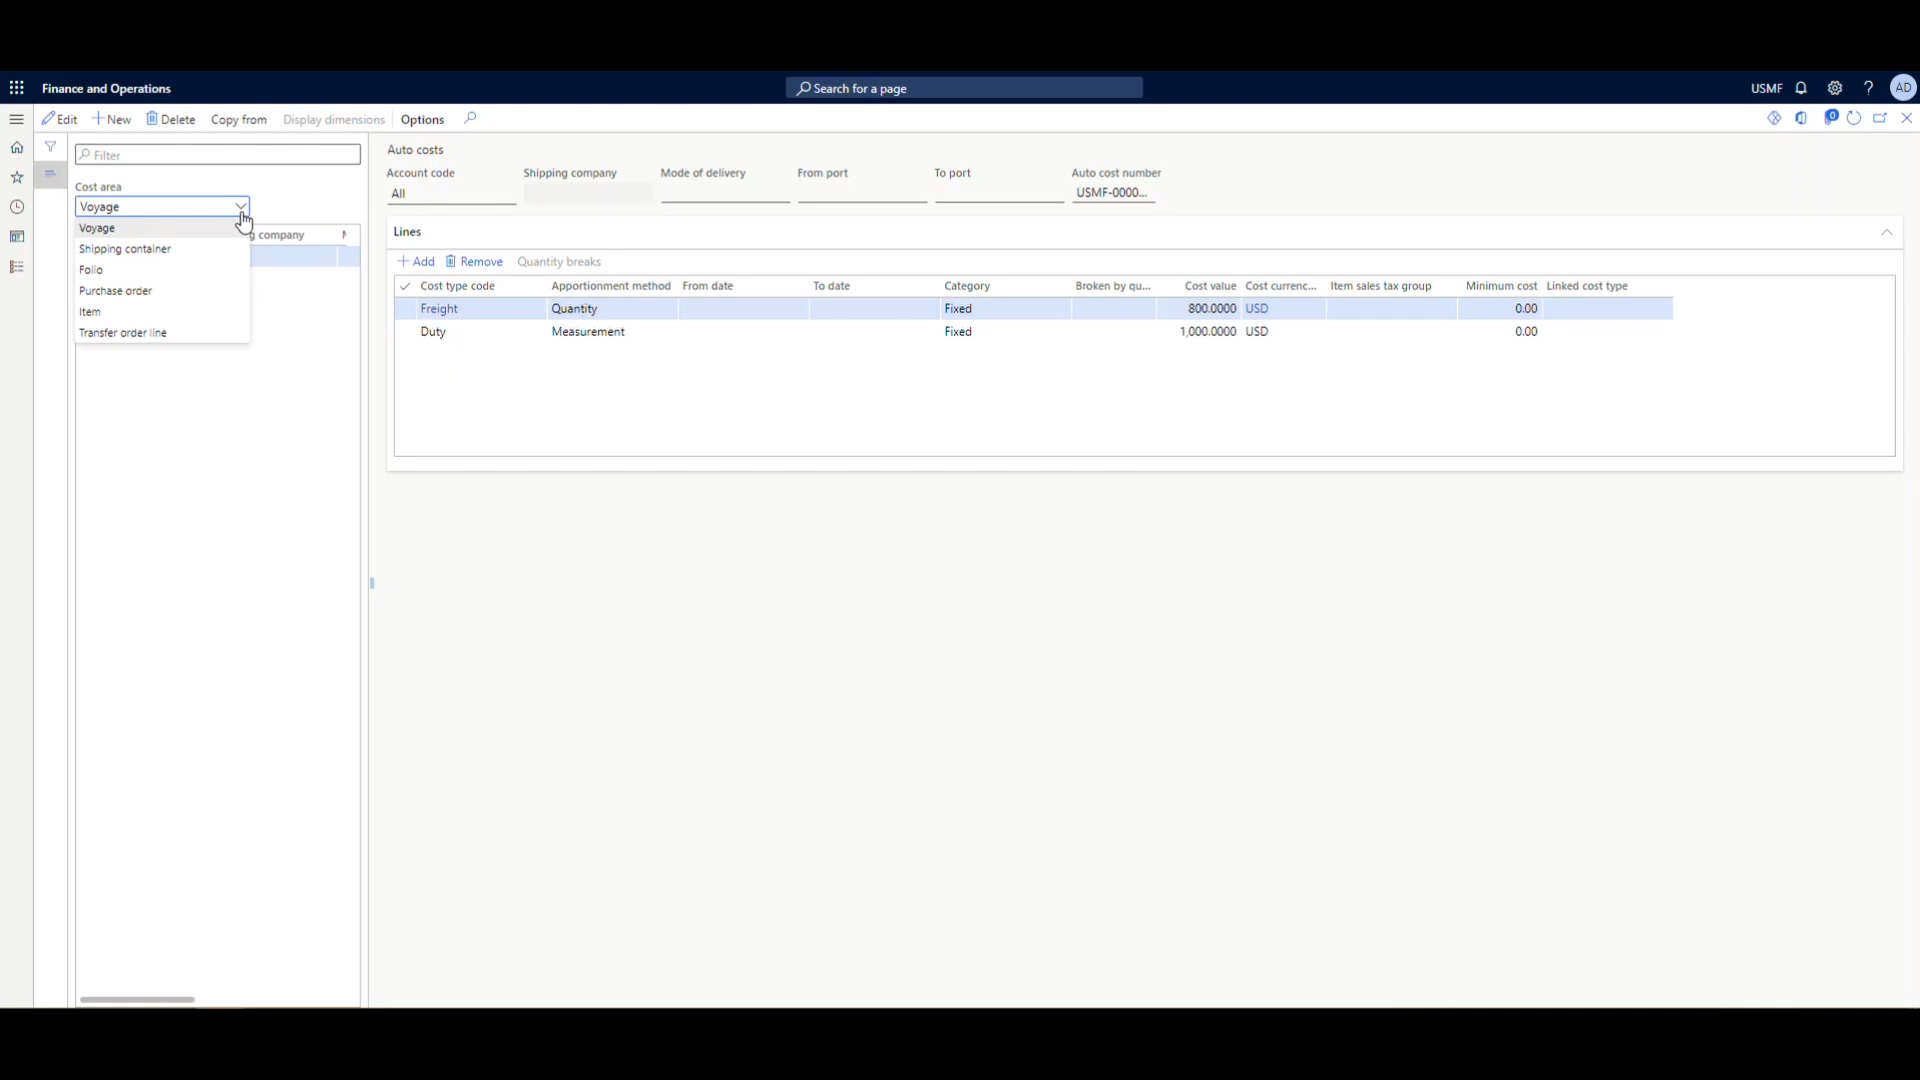 Finance and Operations
Search for a page
USMF
AD
Edit
New
Delete
Copy from
Display dimensions
Options
0
Filter
Cost area
Voyage
Voyage
Shipping container
Folio
Purchase order
Item
Transfer order line
g company
Auto costs
Account code
Shipping company
Mode of delivery
From port
To port
Auto cost number
All
USMF-0000...
Lines
Add
Remove
Quantity breaks
Cost type code Apportionment method From date To date Category Broken by qu... Cost value Cost currenc... Item sales tax group Minimum cost Linked cost type
Freight Quantity Fixed 800.0000 USD 0.00
Duty Measurement Fixed 1,000.0000 USD 0.00